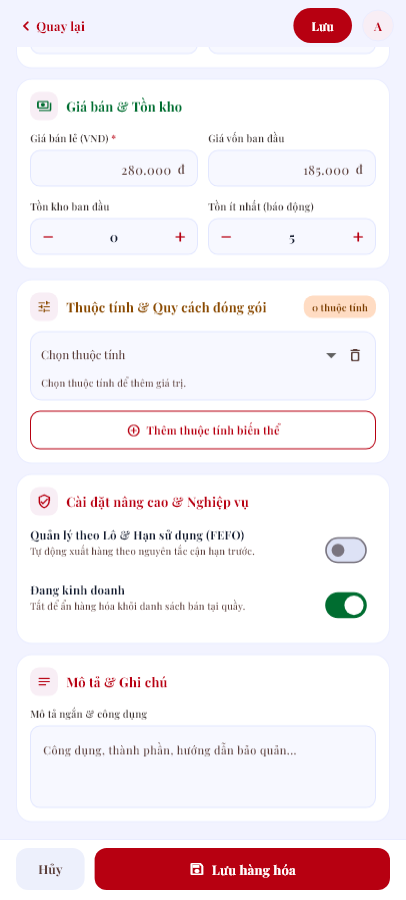 Quay lại
Lưu
A
Giá bán & Tồn kho
Giá bán lẻ (VND) *
Giá vốn ban đầu
280.000 đ
185.000 đ
Tồn kho ban đầu
Tồn ít nhất (báo động)
− 0 +
− 5 +
Thuộc tính & Quy cách đóng gói
0 thuộc tính
Chọn thuộc tính
Chọn thuộc tính để thêm giá trị.
Thêm thuộc tính biến thể
Cài đặt nâng cao & Nghiệp vụ
Quản lý theo Lô & Hạn sử dụng (FEFO)
Tự động xuất hàng theo nguyên tắc cận hạn trước.
Đang kinh doanh
Tắt để ẩn hàng hóa khỏi danh sách bán tại quầy.
Mô tả & Ghi chú
Mô tả ngắn & công dụng
Công dụng, thành phần, hướng dẫn bảo quản...
Hủy
Lưu hàng hóa